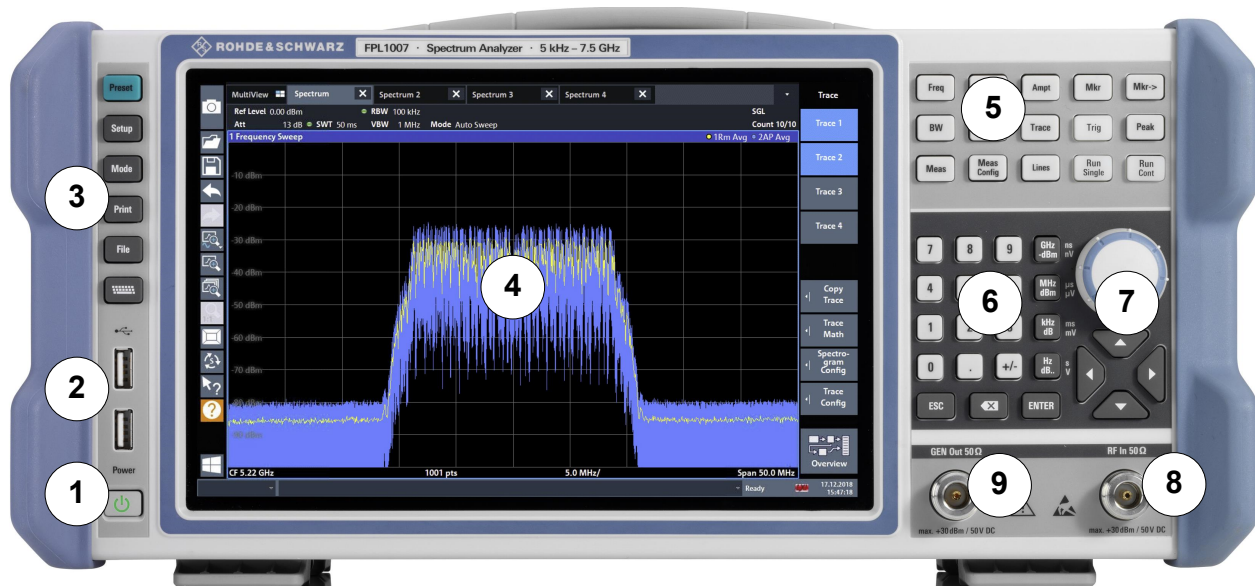 ROHDE&SCHWARZ FPL1007 · Spectrum Analyzer · 5 kHz – 7.5 GHz
Preset
Setup
Mode
3
Print
File
2
Power
1
MultiView Spectrum Spectrum 2 Spectrum 3 Spectrum 4
Ref Level 0.00 dBm RBW 100 kHz SGL
Att 13 dB SWT 50 ms VBW 1 MHz Mode Auto Sweep Count 10/10
1 Frequency Sweep 1Rm Avg 2AP Avg
-10 dBm
-20 dBm
-30 dBm
-40 dBm
-50 dBm
-60 dBm
-70 dBm
4
CF 5.22 GHz 1001 pts 5.0 MHz/ Span 50.0 MHz
Ready 17.12.2018
15:47:18
Trace
Trace 1
Trace 2
Trace 3
Trace 4
Copy
Trace
Trace
Math
Spectro-
gram
Config
Trace
Config
Overview
Freq Ampt Mkr Mkr->
5
BW Trace Trig Peak
Meas Meas
Config Lines Run
Single Run
Cont
7 8 9 GHz
-dBm ns
nV
4 MHz
dBm µs
µV
6 7
1 kHz
dB ms
mV
0 . +/- Hz
dB.. s
V
ESC ENTER
GEN Out 50 Ω RF In 50 Ω
9 8
max. +30 dBm / 50 V DC max. +30 dBm / 50 V DC